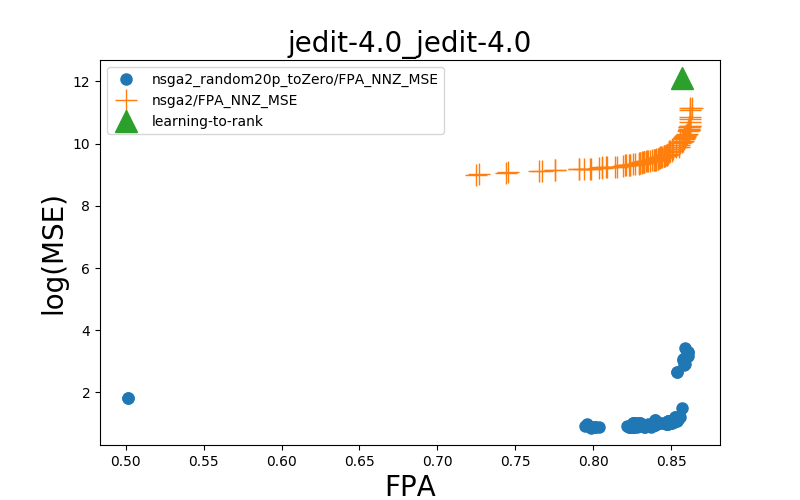 jedit-4.0_jedit-4.0
nsga2_random20p_toZero/FPA_NNZ_MSE
nsga2/FPA_NNZ_MSE
learning-to-rank
log(MSE)
12
10
8
6
4
2
0.50 0.55 0.60 0.65 0.70 0.75 0.80 0.85
FPA